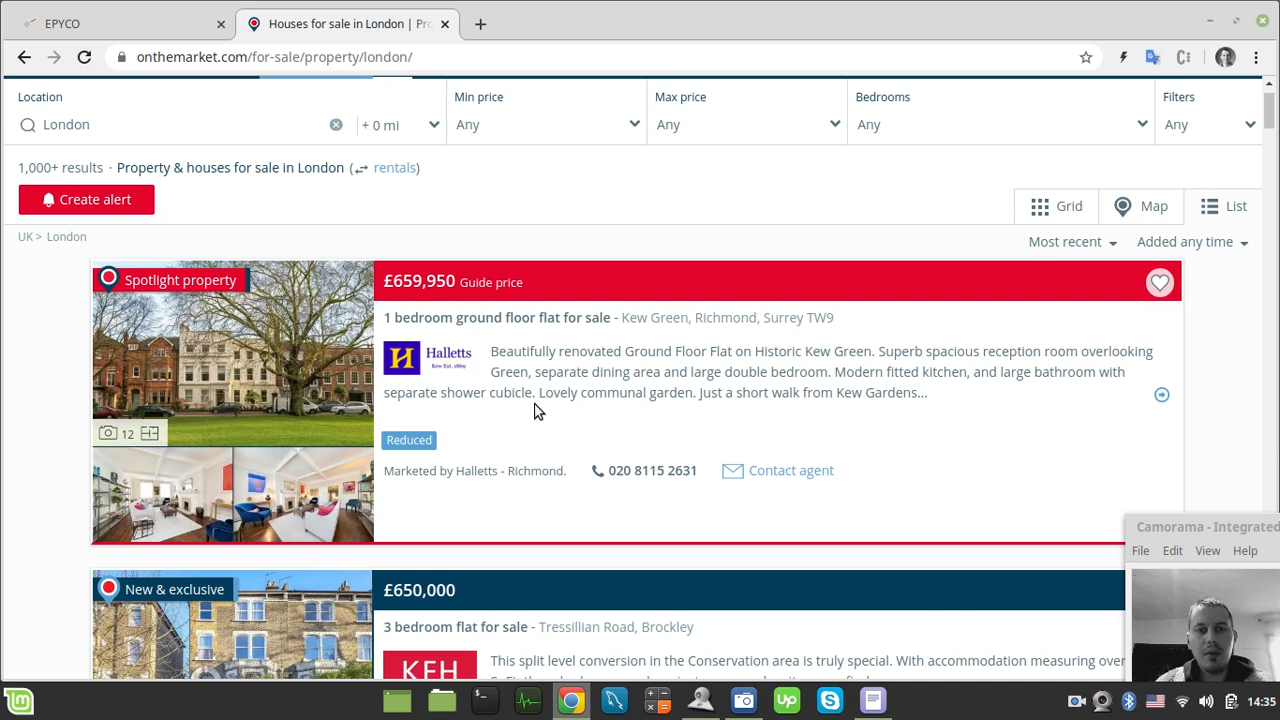 EPYCO
Houses for sale in London | Pro
onthemarket.com/for-sale/property/london/
Location
London
+ 0 mi
Min price
Any
Max price
Any
Bedrooms
Any
Filters
Any
1,000+ results · Property & houses for sale in London (⇄ rentals)
Create alert
Grid
Map
List
UK > London
Most recent
Added any time
Spotlight property
£659,950 Guide price
1 bedroom ground floor flat for sale - Kew Green, Richmond, Surrey TW9
H Halletts
Kew Est. 1869
Beautifully renovated Ground Floor Flat on Historic Kew Green. Superb spacious reception room overlooking
Green, separate dining area and large double bedroom. Modern fitted kitchen, and large bathroom with
separate shower cubicle. Lovely communal garden. Just a short walk from Kew Gardens...
12
Reduced
Marketed by Halletts - Richmond.
020 8115 2631
Contact agent
Camorama - Integrated
File Edit View Help
New & exclusive
£650,000
3 bedroom flat for sale - Tressillian Road, Brockley
KFH
This split level conversion in the Conservation area is truly special. With accommodation measuring over
14:35